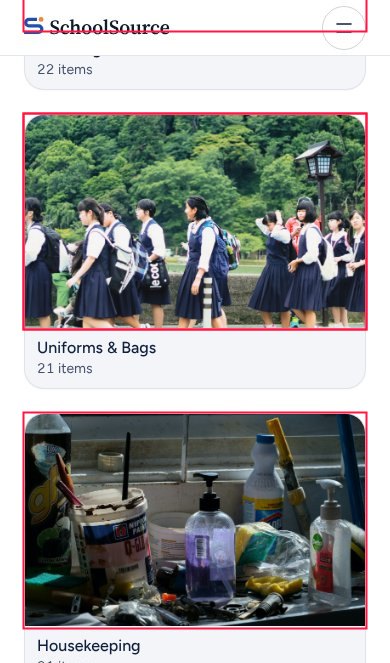 SchoolSource
22 items
Uniforms & Bags
21 items
Housekeeping